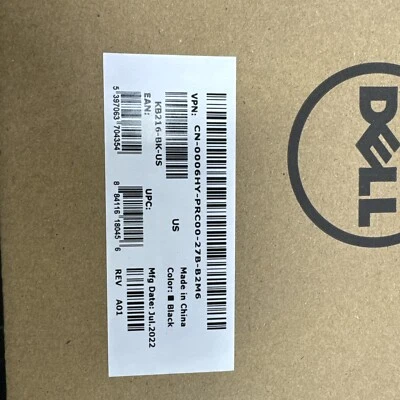 VPN: CN-0006HY-PRC00-27B-B2M6
KB216-BK-US
US
Made in China
Color: Black
EAN:
5 397063 704354
UPC:
8 84116 18045 6
Mfg Date: Jul.2022
REV A01
DELL